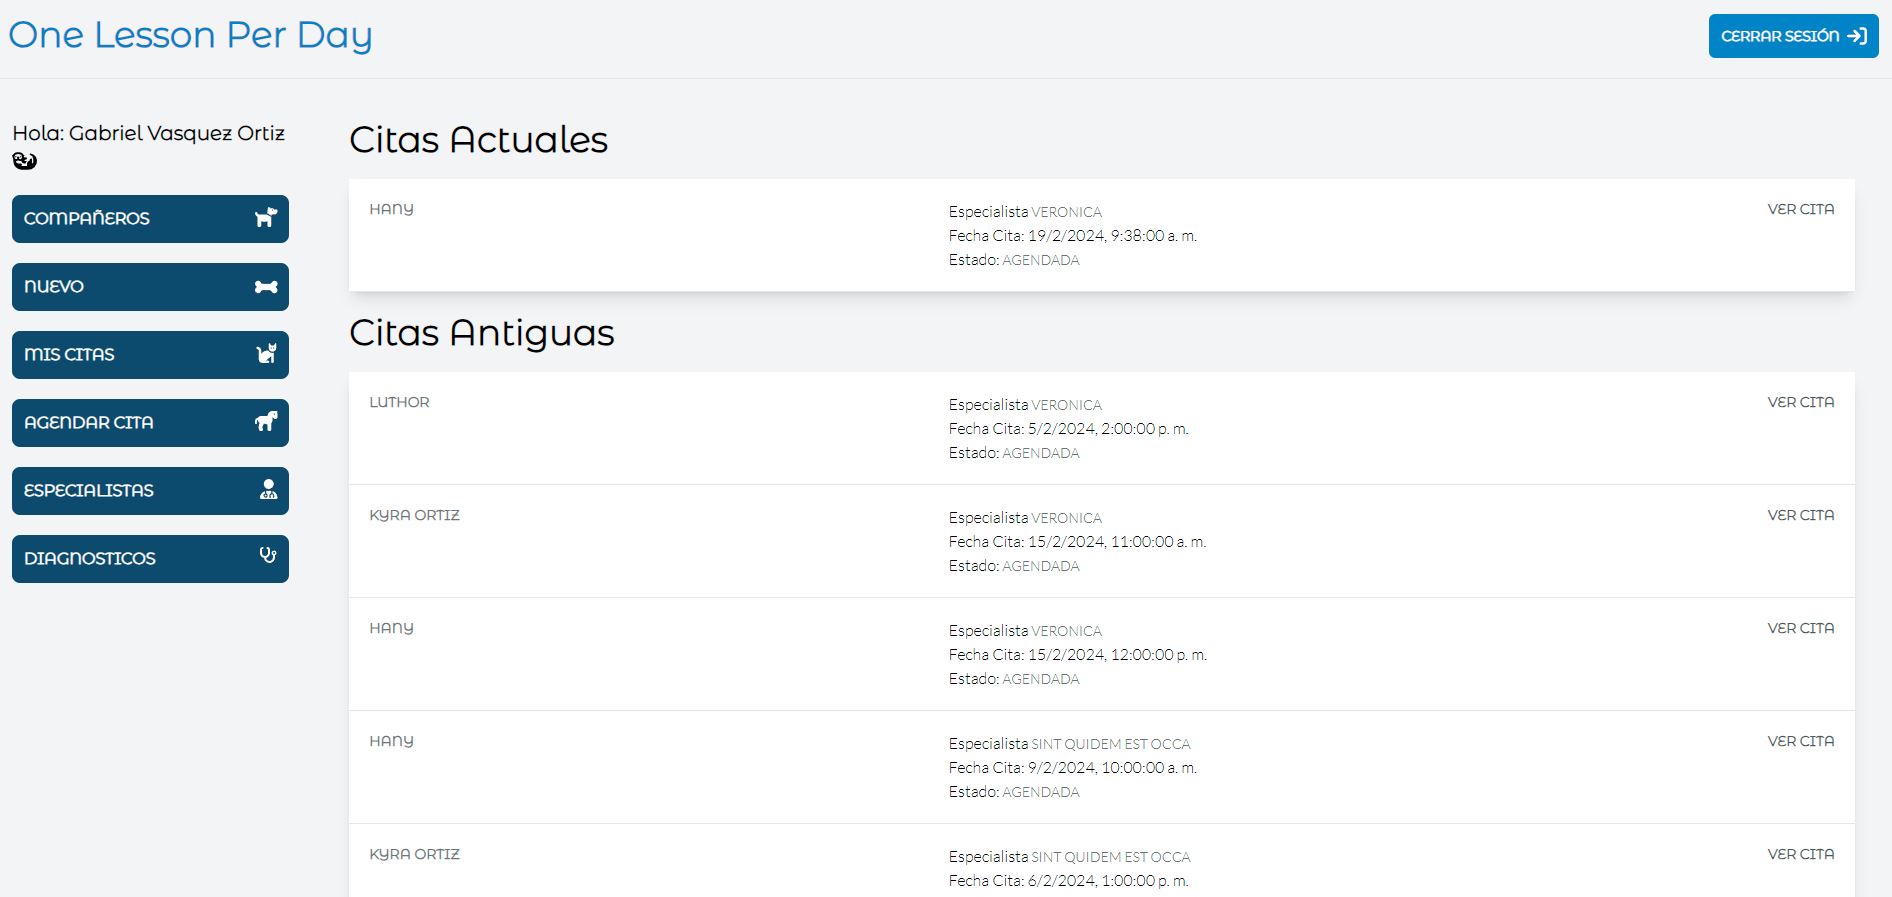 One Lesson Per Day
CERRAR SESIÓN
Hola: Gabriel Vasquez Ortiz
COMPAÑEROS
NUEVO
MIS CITAS
AGENDAR CITA
ESPECIALISTAS
DIAGNOSTICOS
Citas Actuales
HANY
Especialista VERONICA
Fecha Cita: 19/2/2024, 9:38:00 a. m.
Estado: AGENDADA
VER CITA
Citas Antiguas
LUTHOR
Especialista VERONICA
Fecha Cita: 5/2/2024, 2:00:00 p. m.
Estado: AGENDADA
VER CITA
KYRA ORTIZ
Especialista VERONICA
Fecha Cita: 15/2/2024, 11:00:00 a. m.
Estado: AGENDADA
VER CITA
HANY
Especialista VERONICA
Fecha Cita: 15/2/2024, 12:00:00 p. m.
Estado: AGENDADA
VER CITA
HANY
Especialista SINT QUIDEM EST OCCA
Fecha Cita: 9/2/2024, 10:00:00 a. m.
Estado: AGENDADA
VER CITA
KYRA ORTIZ
Especialista SINT QUIDEM EST OCCA
Fecha Cita: 6/2/2024, 1:00:00 p. m.
VER CITA